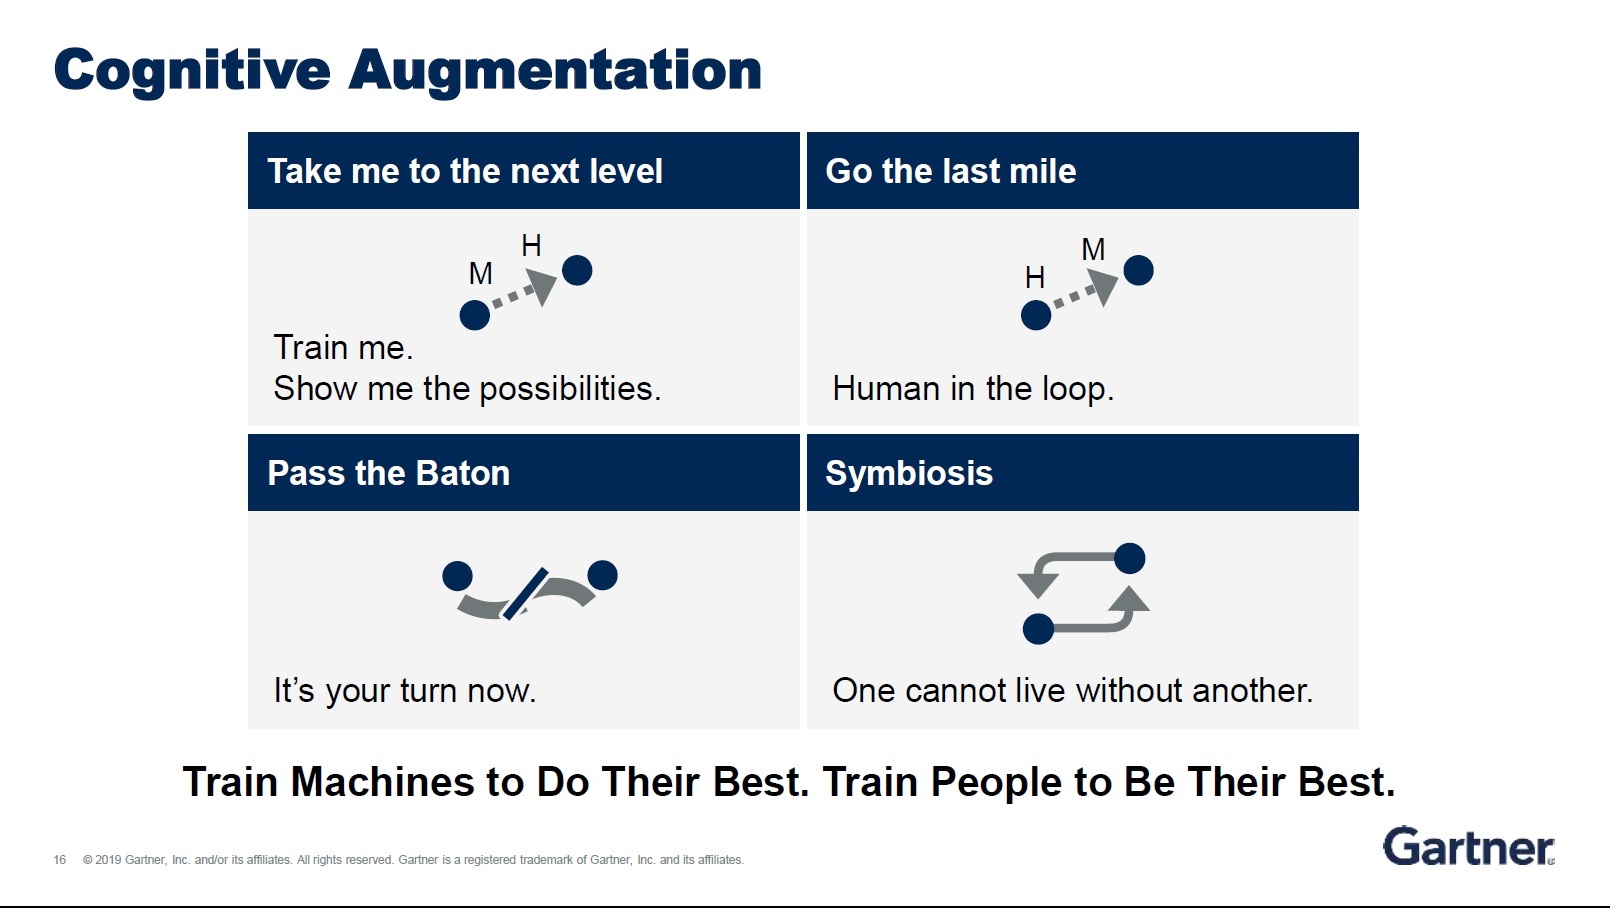 Cognitive Augmentation
Take me to the next level
Go the last mile
H
M
Train me.
Show me the possibilities.
M
H
Human in the loop.
Pass the Baton
Symbiosis
It’s your turn now.
One cannot live without another.
Train Machines to Do Their Best. Train People to Be Their Best.
16 © 2019 Gartner, Inc. and/or its affiliates. All rights reserved. Gartner is a registered trademark of Gartner, Inc. and its affiliates.
Gartner